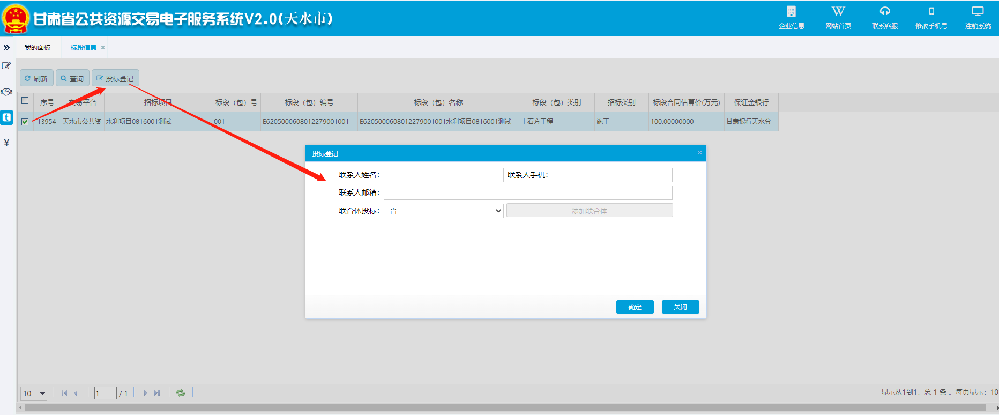 甘肃省公共资源交易电子服务系统V2.0(天水市)
企业信息 网站首页 联系客服 修改手机号 注销系统
我的面板 标段信息
刷新 查询 投标登记
序号 交易平台 招标项目 标段（包）号 标段（包）编号 标段（包）名称 标段（包）类别 招标类别 标段合同估算价(万元) 保证金银行
13954 天水市公共资 水利项目0816001测试 001 E6205000608012279001001 E6205000608012279001001水利项目0816001测试 土石方工程 施工 100.00000000 甘肃银行天水分
投标登记
联系人姓名： 联系人手机：
联系人邮箱：
联合体投标： 否 添加联合体
确定 关闭
10 1 / 1 显示从1到1，总 1 条 。每页显示：10